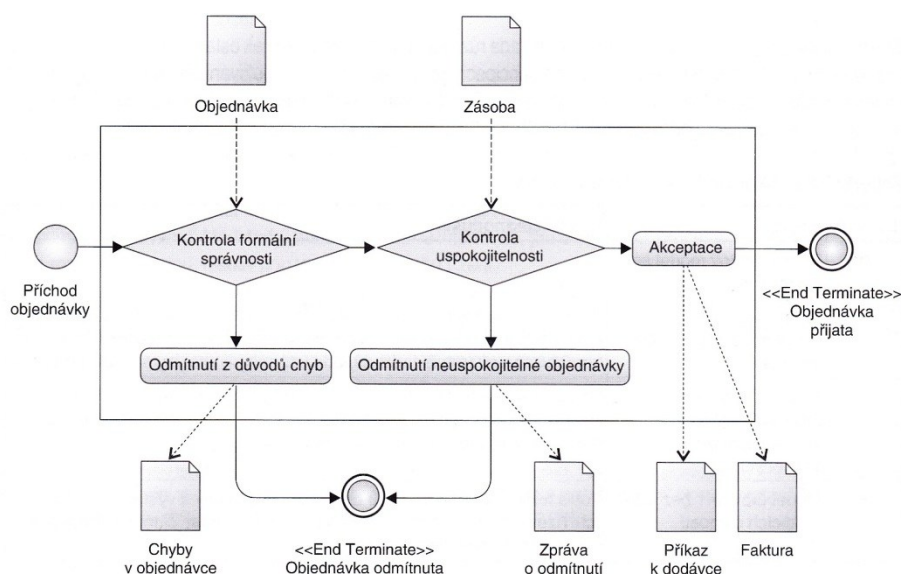 Objednávka
Zásoba
Kontrola formální
správnosti
Kontrola
uspokojitelnosti
Akceptace
Příchod
objednávky
<<End Terminate>>
Objednávka
přijata
Odmítnutí z důvodů chyb
Odmítnutí neuspokojitelné objednávky
Chyby
v objednávce
<<End Terminate>>
Objednávka odmítnuta
Zpráva
o odmítnutí
Příkaz
k dodávce
Faktura